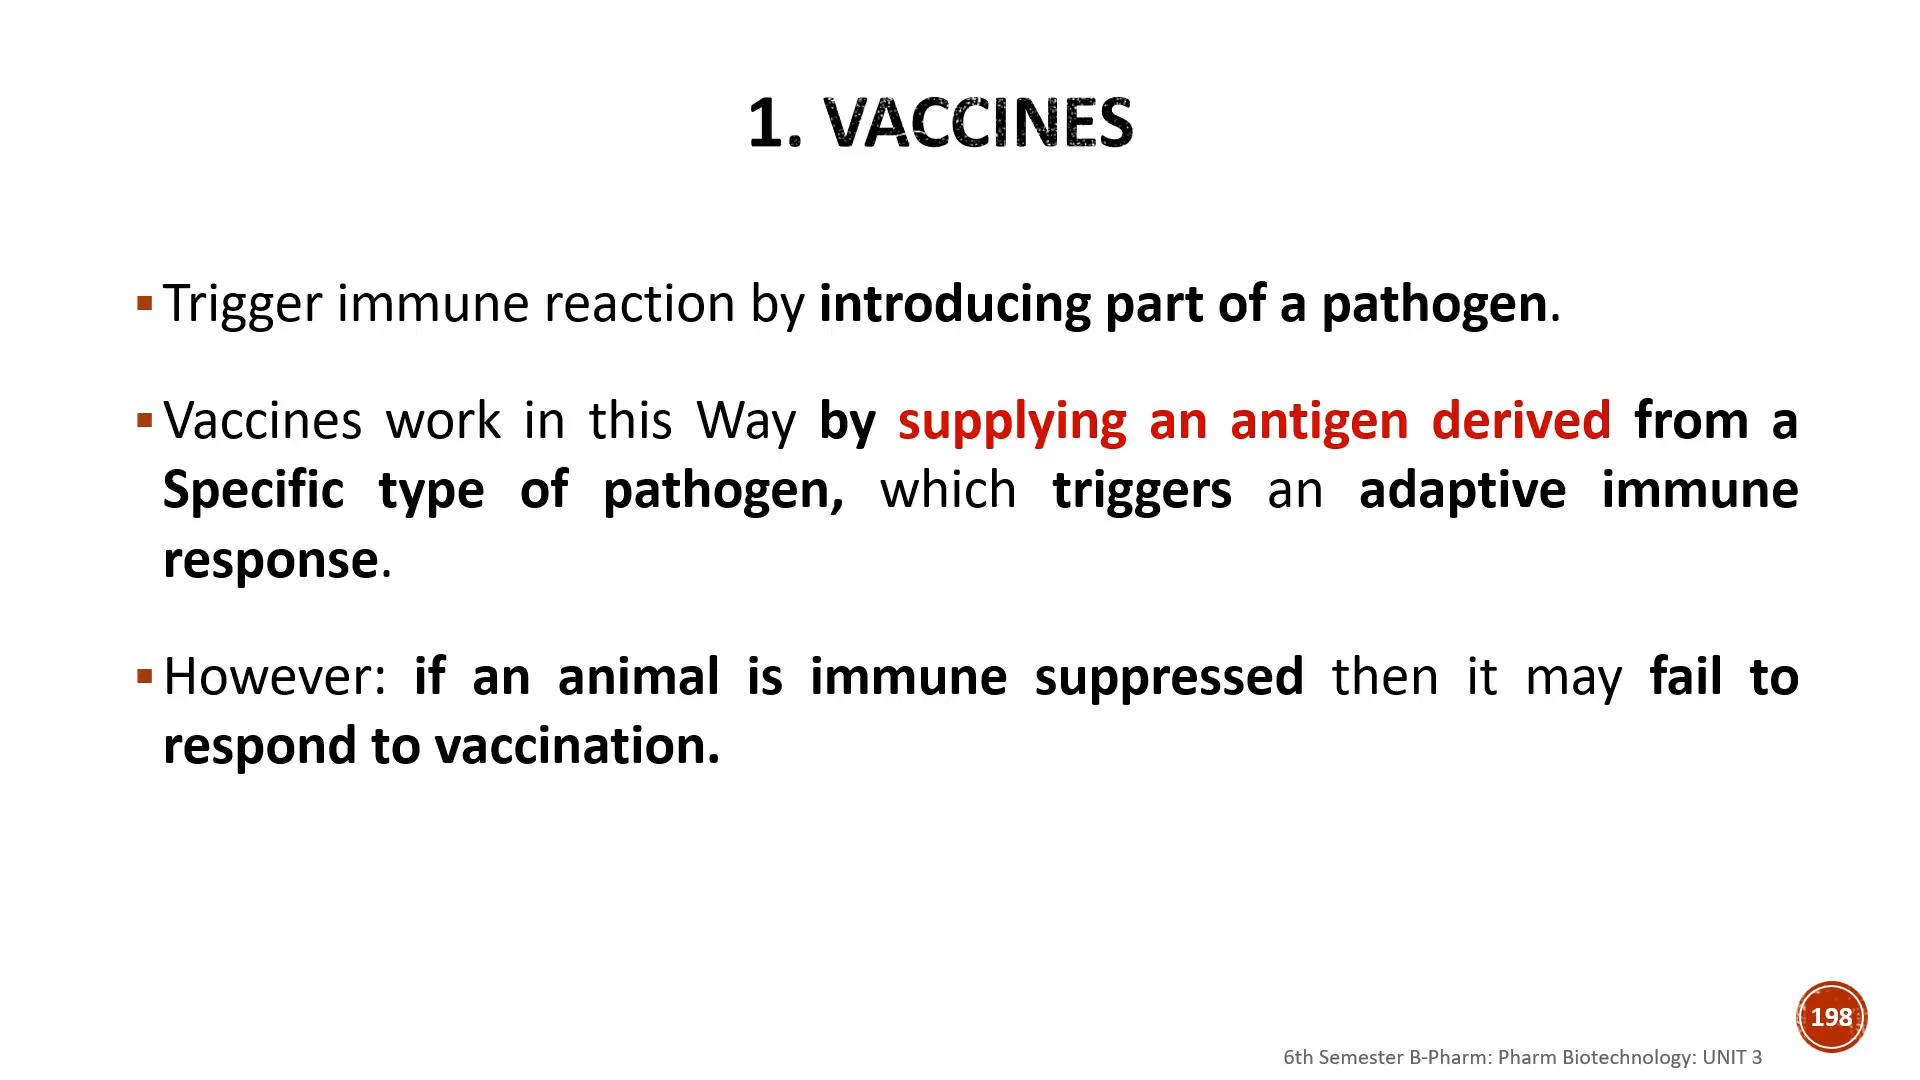 1. VACCINES
▪ Trigger immune reaction by introducing part of a pathogen.
▪ Vaccines work in this Way by supplying an antigen derived from a
Specific type of pathogen, which triggers an adaptive immune
response.
▪ However: if an animal is immune suppressed then it may fail to
respond to vaccination.
198
6th Semester B-Pharm: Pharm Biotechnology: UNIT 3